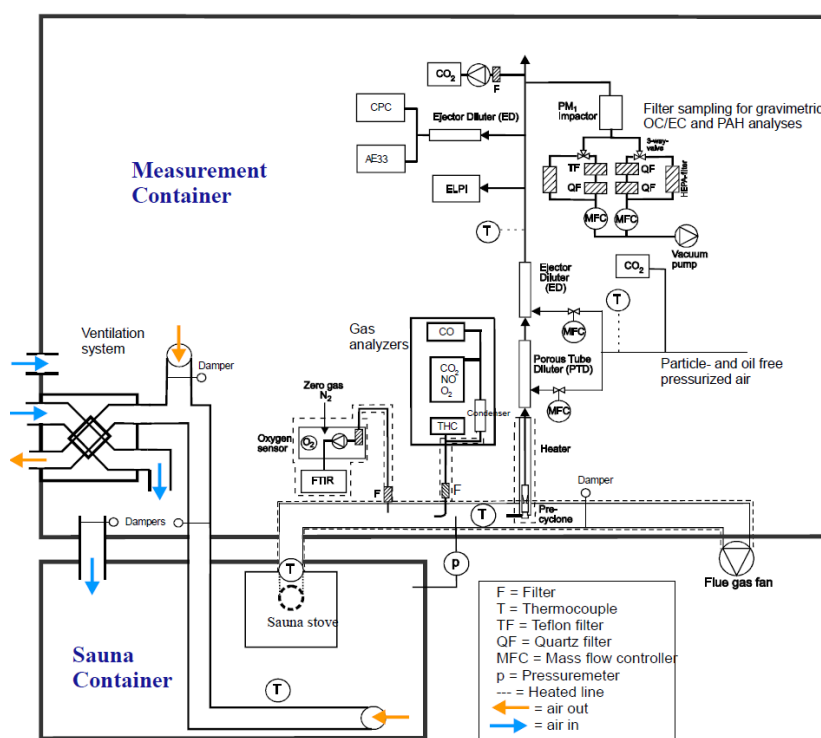 CO2
F
CPC
AE33
Ejector Diluter (ED)
ELPI
T
PM1
Impactor
Filter sampling for gravimetric
OC/EC and PAH analyses
3-way-
valve
TF
QF
QF
QF
HEPA-filter
MFC
MFC
Vacuum
pump
CO2
T
Ejector
Diluter
(ED)
MFC
Porous Tube
Diluter (PTD)
MFC
Particle- and oil free
pressurized air
Measurement
Container
Ventilation
system
Damper
Gas
analyzers
CO
CO2
NO
O2
Condenser
THC
Zero gas
N2
Oxygen
sensor
O2
FTIR
F
F
Heater
Pre-
cyclone
T
Damper
Dampers
Flue gas fan
p
T
Sauna stove
Sauna
Container
T
F = Filter
T = Thermocouple
TF = Teflon filter
QF = Quartz filter
MFC = Mass flow controller
p = Pressuremeter
--- = Heated line
= air out
= air in